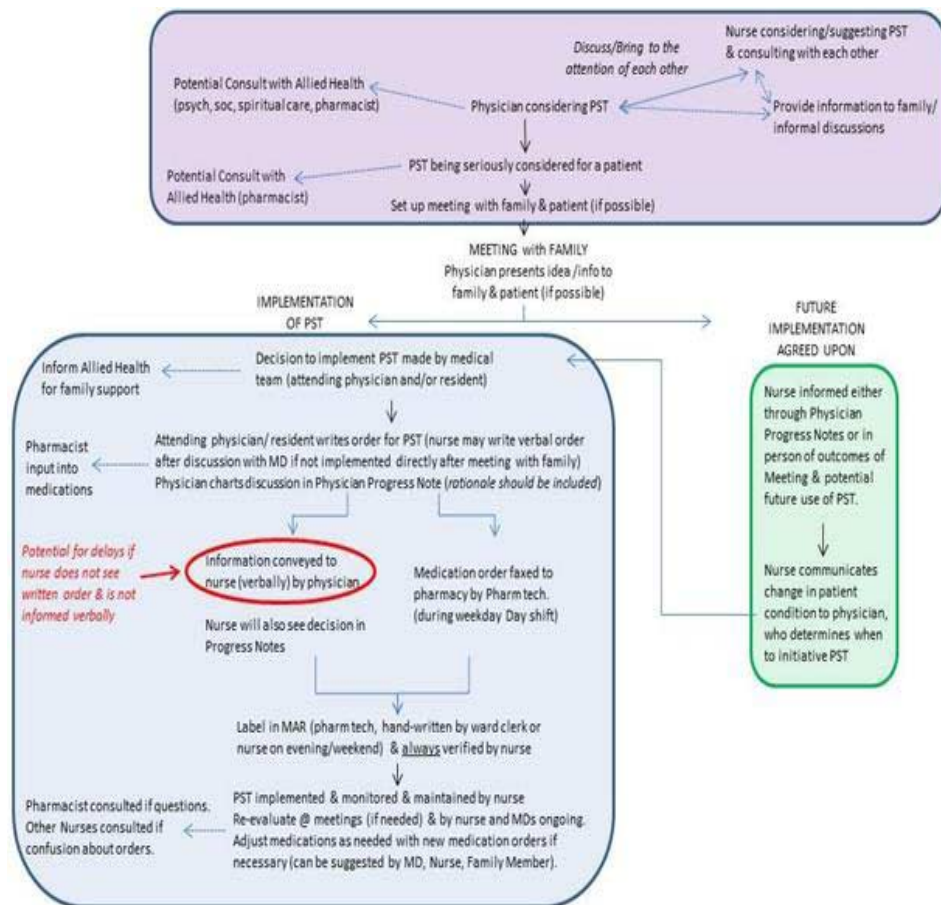 Nurse considering/suggesting PST
& consulting with each other
Discuss/Bring to the
attention of each other
Potential Consult with Allied Health
(psych, soc, spiritual care, pharmacist)
Physician considering PST
Provide information to family/
informal discussions
PST being seriously considered for a patient
Potential Consult with
Allied Health (pharmacist)
Set up meeting with family & patient (if possible)
MEETING with FAMILY
Physician presents idea/info to
family & patient (if possible)
IMPLEMENTATION
OF PST
FUTURE
IMPLEMENTATION
AGREED UPON
Inform Allied Health
for family support
Decision to implement PST made by medical
team (attending physician and/or resident)
Pharmacist
input into
medications
Attending physician/ resident writes order for PST (nurse may write verbal order
after discussion with MD if not implemented directly after meeting with family)
Physician charts discussion in Physician Progress Note (rationale should be included)
Potential for delays if
nurse does not see
written order & is not
informed verbally
Information conveyed to
nurse (verbally) by physician
Nurse will also see decision in
Progress Notes
Medication order faxed to
pharmacy by Pharm tech.
(during weekday Day shift)
Label in MAR (pharm tech, hand-written by ward clerk or
nurse on evening/weekend) & always verified by nurse
Pharmacist consulted if questions.
Other Nurses consulted if
confusion about orders.
PST implemented & monitored & maintained by nurse
Re-evaluate @ meetings (if needed) & by nurse and MDs ongoing.
Adjust medications as needed with new medication orders if
necessary (can be suggested by MD, Nurse, Family Member).
Nurse informed either
through Physician
Progress Notes or in
person of outcomes of
Meeting & potential
future use of PST.
Nurse communicates
change in patient
condition to physician,
who determines when
to initiative PST